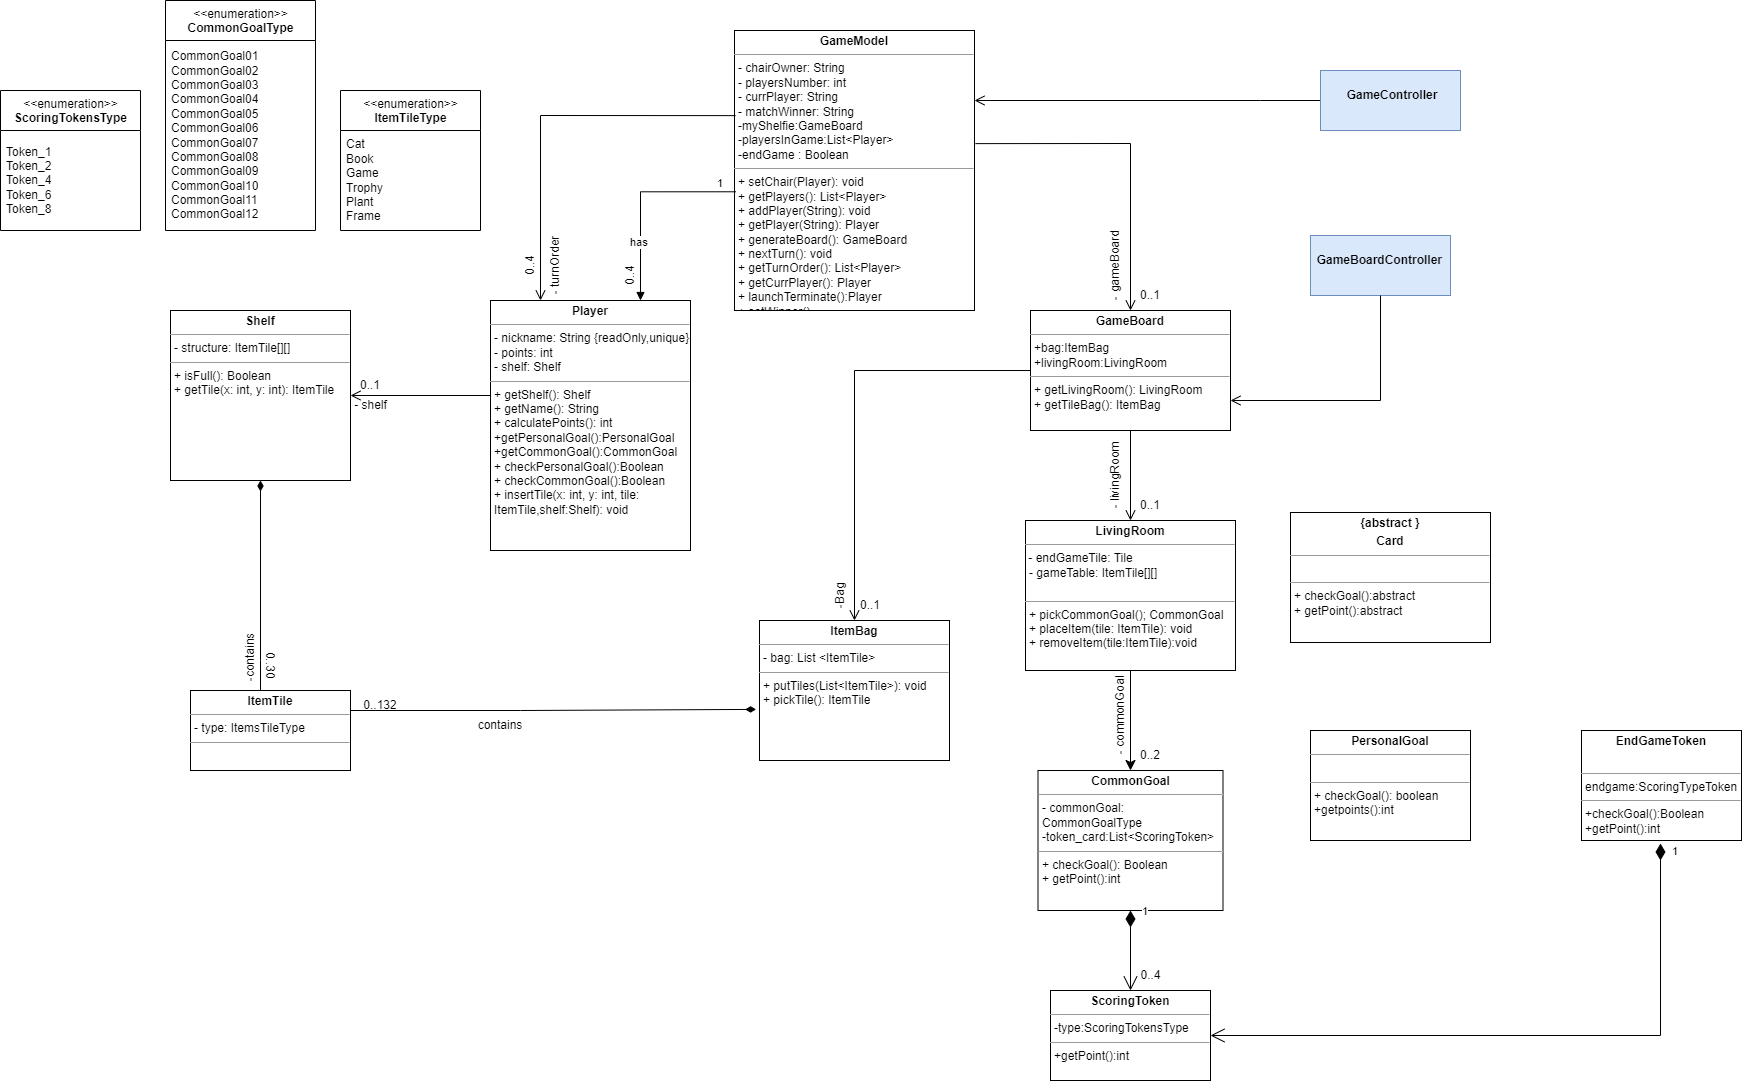 <<enumeration>>
CommonGoalType
CommonGoal01
CommonGoal02
CommonGoal03
CommonGoal04
CommonGoal05
CommonGoal06
CommonGoal07
CommonGoal08
CommonGoal09
CommonGoal10
CommonGoal11
CommonGoal12
<<enumeration>>
ScoringTokensType
Token_1
Token_2
Token_4
Token_6
Token_8
<<enumeration>>
ItemTileType
Cat
Book
Game
Trophy
Plant
Frame
GameModel
- chairOwner: String
- playersNumber: int
- currPlayer: String
- matchWinner: String
-myShelfie:GameBoard
-playersInGame:List<Player>
-endGame : Boolean
+ setChair(Player): void
+ getPlayers(): List<Player>
+ addPlayer(String): void
+ getPlayer(String): Player
+ generateBoard(): GameBoard
+ nextTurn(): void
+ getTurnOrder(): List<Player>
+ getCurrPlayer(): Player
+ launchTerminate():Player
+ setWinner()
GameController
GameBoardController
1
has
0..4
0..4
- turnOrder
- gameBoard
0..1
Shelf
- structure: ItemTile[][]
+ isFull(): Boolean
+ getTile(x: int, y: int): ItemTile
0..1
- shelf
Player
- nickname: String {readOnly,unique}
- points: int
- shelf: Shelf
+ getShelf(): Shelf
+ getName(): String
+ calculatePoints(): int
+getPersonalGoal():PersonalGoal
+getCommonGoal():CommonGoal
+ checkPersonalGoal():Boolean
+ checkCommonGoal():Boolean
+ insertTile(x: int, y: int, tile:
ItemTile,shelf:Shelf): void
GameBoard
+bag:ItemBag
+livingRoom:LivingRoom
+ getLivingRoom(): LivingRoom
+ getTileBag(): ItemBag
- livingRoom
0..1
LivingRoom
- endGameTile: Tile
- gameTable: ItemTile[][]
+ pickCommonGoal(); CommonGoal
+ placeItem(tile: ItemTile): void
+ removeItem(tile:ItemTile):void
{abstract }
Card
+ checkGoal():abstract
+ getPoint():abstract
-Bag
0..1
ItemBag
- bag: List <ItemTile>
+ putTiles(List<ItemTile>): void
+ pickTile(): ItemTile
-contains
0..30
ItemTile
- type: ItemsTileType
0..132
contains
- commonGoal
0..2
CommonGoal
- commonGoal:
CommonGoalType
-token_card:List<ScoringToken>
+ checkGoal(): Boolean
+ getPoint():int
PersonalGoal
+ checkGoal(): boolean
+getpoints():int
EndGameToken
endgame:ScoringTypeToken
+checkGoal():Boolean
+getPoint():int
1
1
0..4
ScoringToken
-type:ScoringTokensType
+getPoint():int